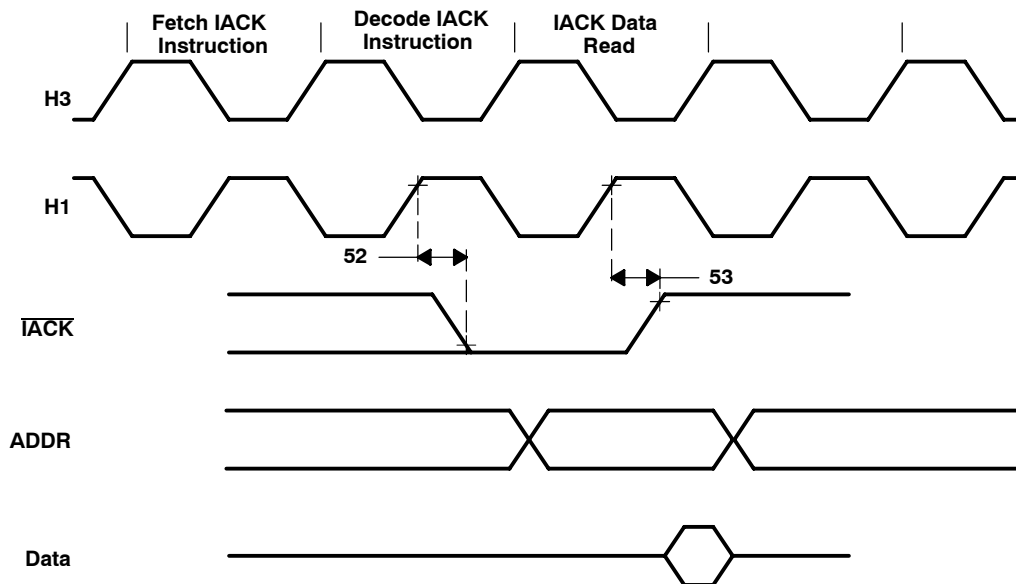 Fetch IACK
Instruction
Decode IACK
Instruction
IACK Data
Read
H3
H1
52
53
IACK
ADDR
Data